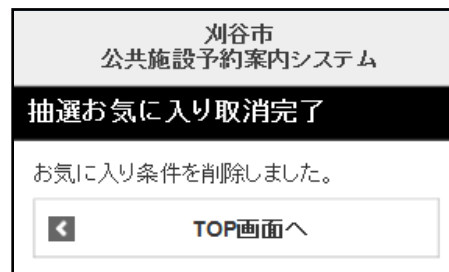 刈谷市
公共施設予約案内システム
抽選お気に入り取消完了
お気に入り条件を削除しました。
TOP画面へ